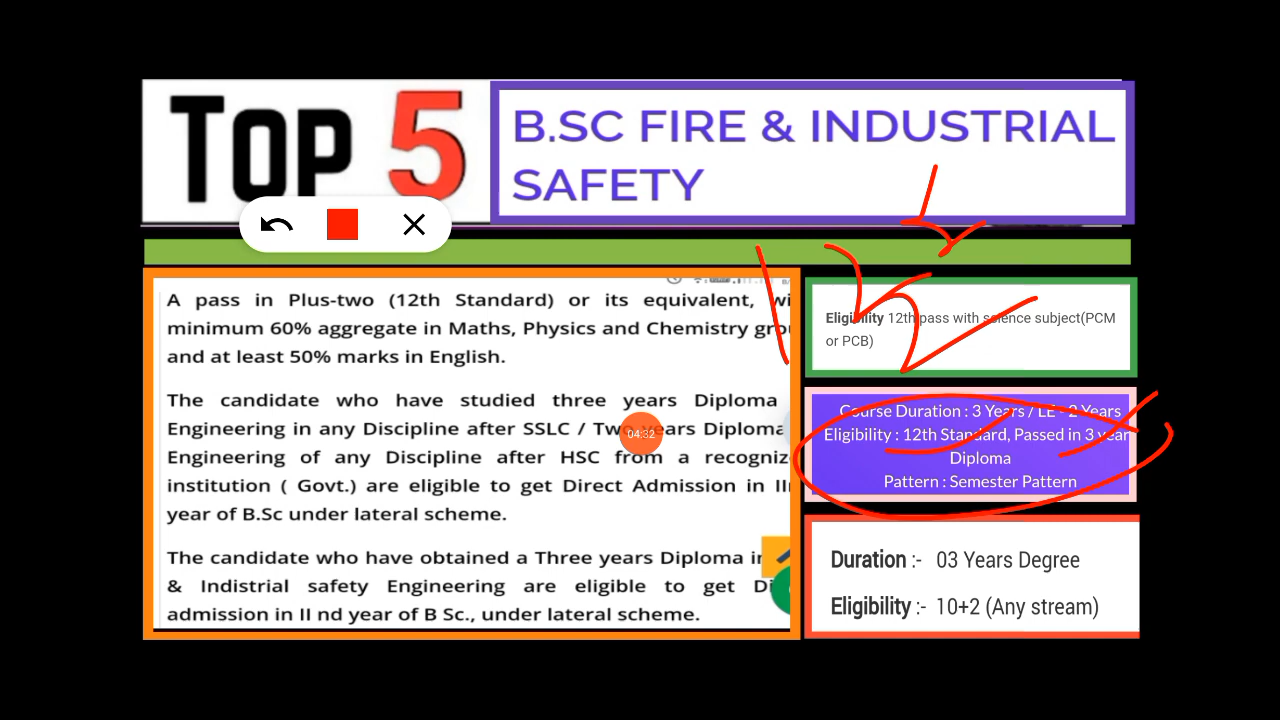 TOP 5
B.SC FIRE & INDUSTRIAL
SAFETY
A pass in Plus-two (12th Standard) or its equivalent,
minimum 60% aggregate in Maths, Physics and Chemistry
and at least 50% marks in English.
The candidate who have studied three years Diploma
Engineering in any Discipline after SSLC / Two years Diploma
Engineering of any Discipline after HSC from a
institution ( Govt.) are eligible to get Direct Admission in
year of B.Sc under lateral scheme.
The candidate who have obtained a Three years Diploma
& Indistrial safety Engineering are eligible to get
admission in II nd year of B Sc., under lateral scheme.
04:32
12
Eligibility 12th pass with science subject(PCM
or PCB)
Course Duration : 3 Years / LE - 2 Years
Eligibility : 12th Standard, Passed in 3 year
Diploma
Pattern : Semester Pattern
Duration :- 03 Years Degree
Eligibility :- 10+2 (Any stream)